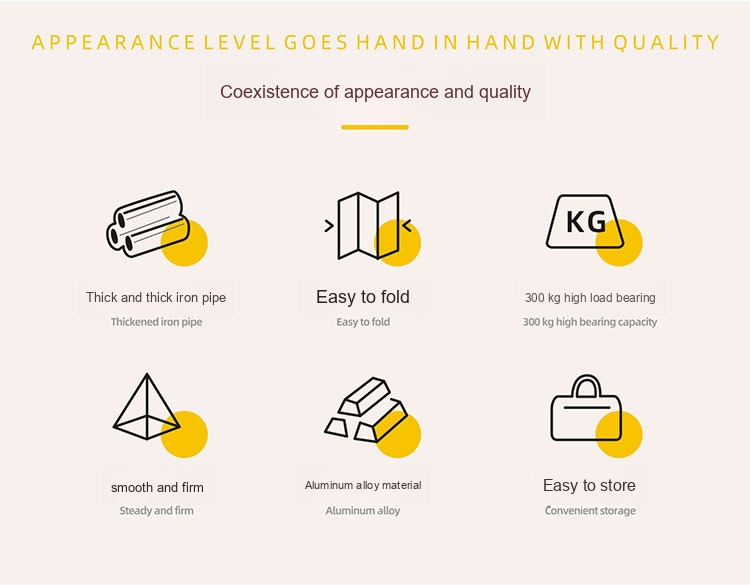 APPEARANCE LEVEL GOES HAND IN HAND WITH QUALITY
Coexistence of appearance and quality
KG
Thick and thick iron pipe
Easy to fold
300 kg high load bearing
Thickened iron pipe
Easy to fold
300 kg high bearing capacity
smooth and firm
Aluminum alloy material
Easy to store
Steady and firm
Aluminum alloy
Convenient storage